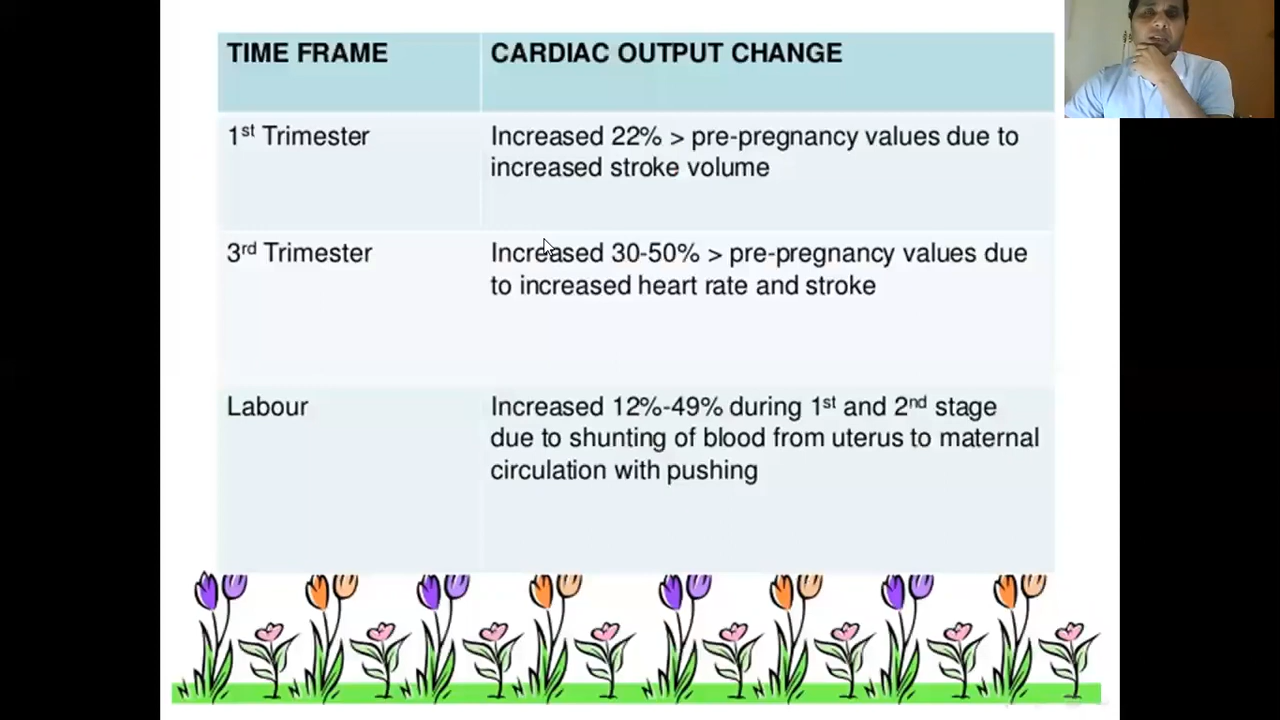 TIME FRAME
CARDIAC OUTPUT CHANGE
1st Trimester
Increased 22% > pre-pregnancy values due to
increased stroke volume
3rd Trimester
Increased 30-50% > pre-pregnancy values due
to increased heart rate and stroke
Labour
Increased 12%-49% during 1st and 2nd stage
due to shunting of blood from uterus to maternal
circulation with pushing